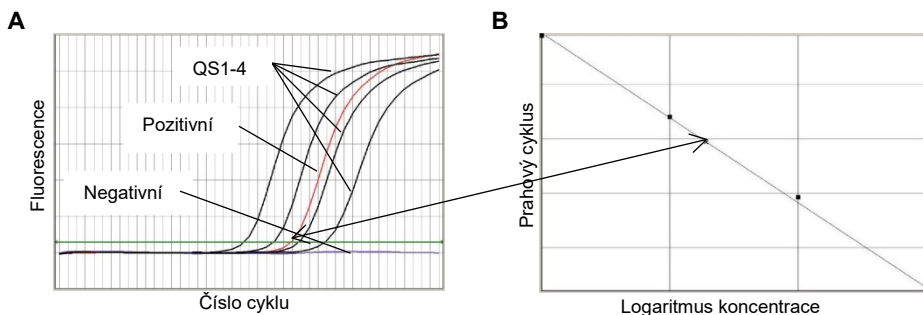 A
B
QS1-4
Pozitivní
Negativní
Fluorescence
Číslo cyklu
Prahový cyklus
Logaritmus koncentrace